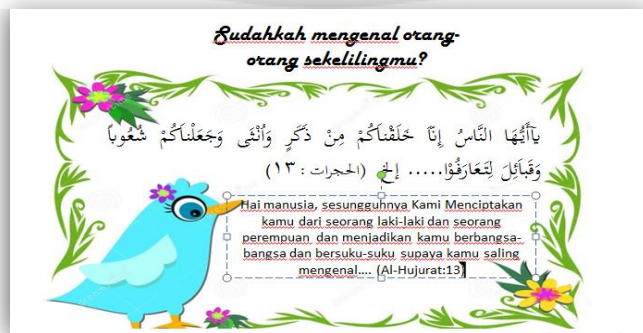 Sudahkah mengenal orang-
orang sekelilingmu?
يآأَيُّهَا النَّاسُ إِنَّا خَلَقْنَاكُمْ مِنْ ذَكَرٍ وَاُنْثَى وَجَعَلْنَاكُمْ شُعُوباً
وَقَبَائِلَ لِتَعَارَفُوْا..... إلخ (الحجرات : ١٣)
Hai manusia, sesungguhnya Kami Menciptakan
kamu dari seorang laki-laki dan seorang
perempuan dan menjadikan kamu berbangsa-
bangsa dan bersuku-suku supaya kamu saling
mengenal.... (Al-Hujurat:13)